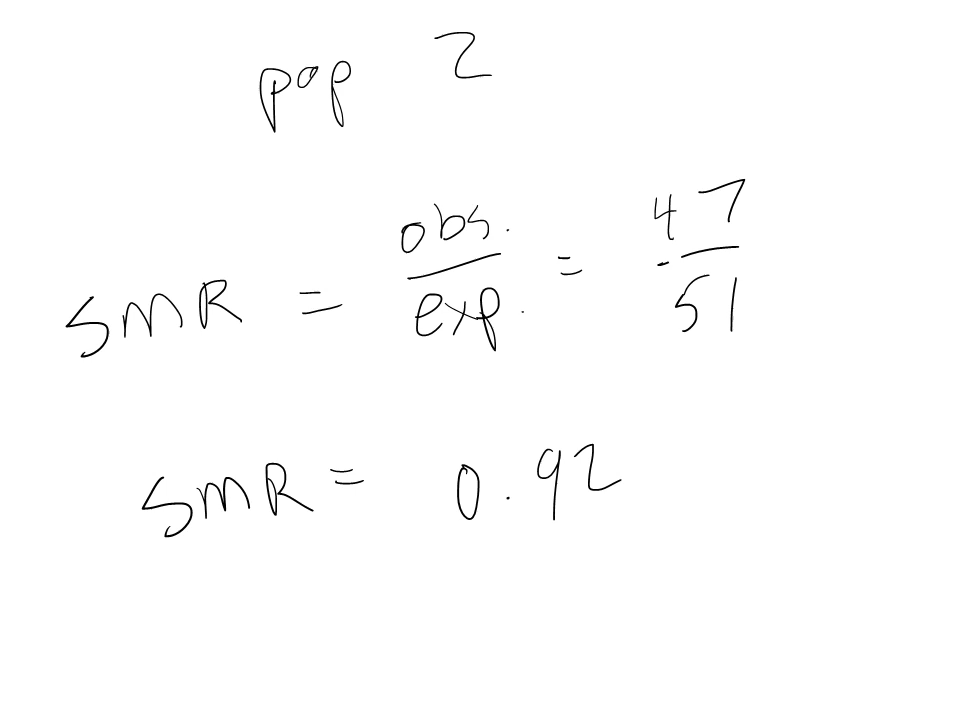 pop 2
SMR = obs. / exp. = 47 / 51
SMR = 0.92